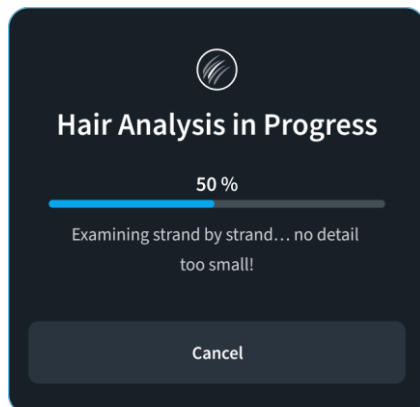 Hair Analysis in Progress
50 %
Examining strand by strand... no detail
too small!
Cancel